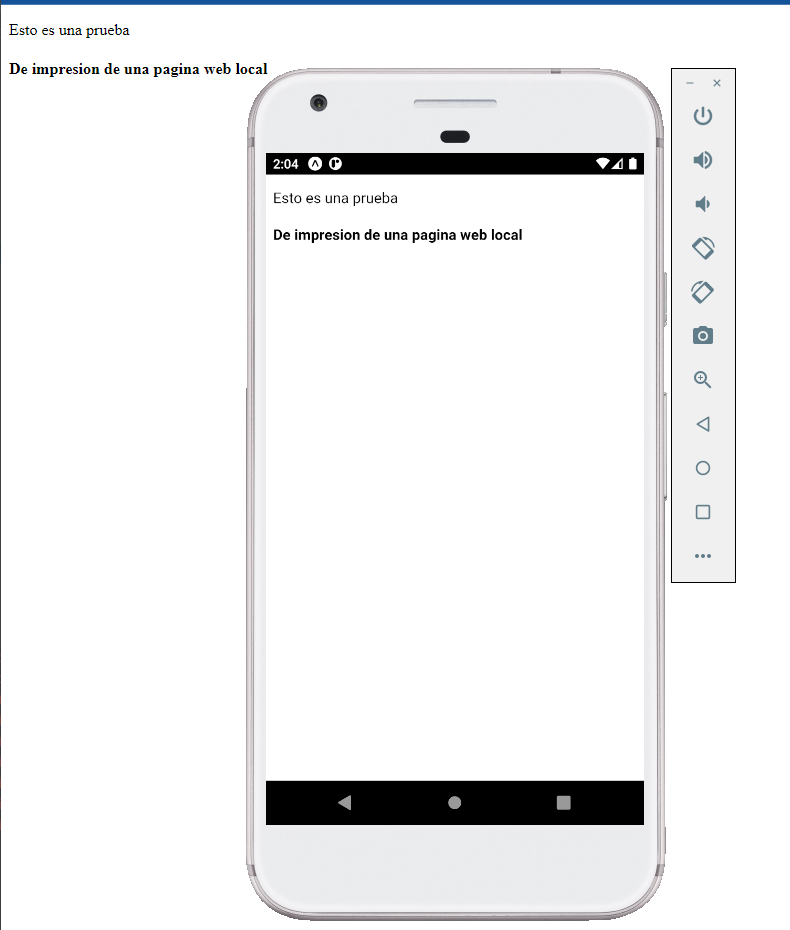 Esto es una prueba
De impresion de una pagina web local
2:04
Esto es una prueba
De impresion de una pagina web local